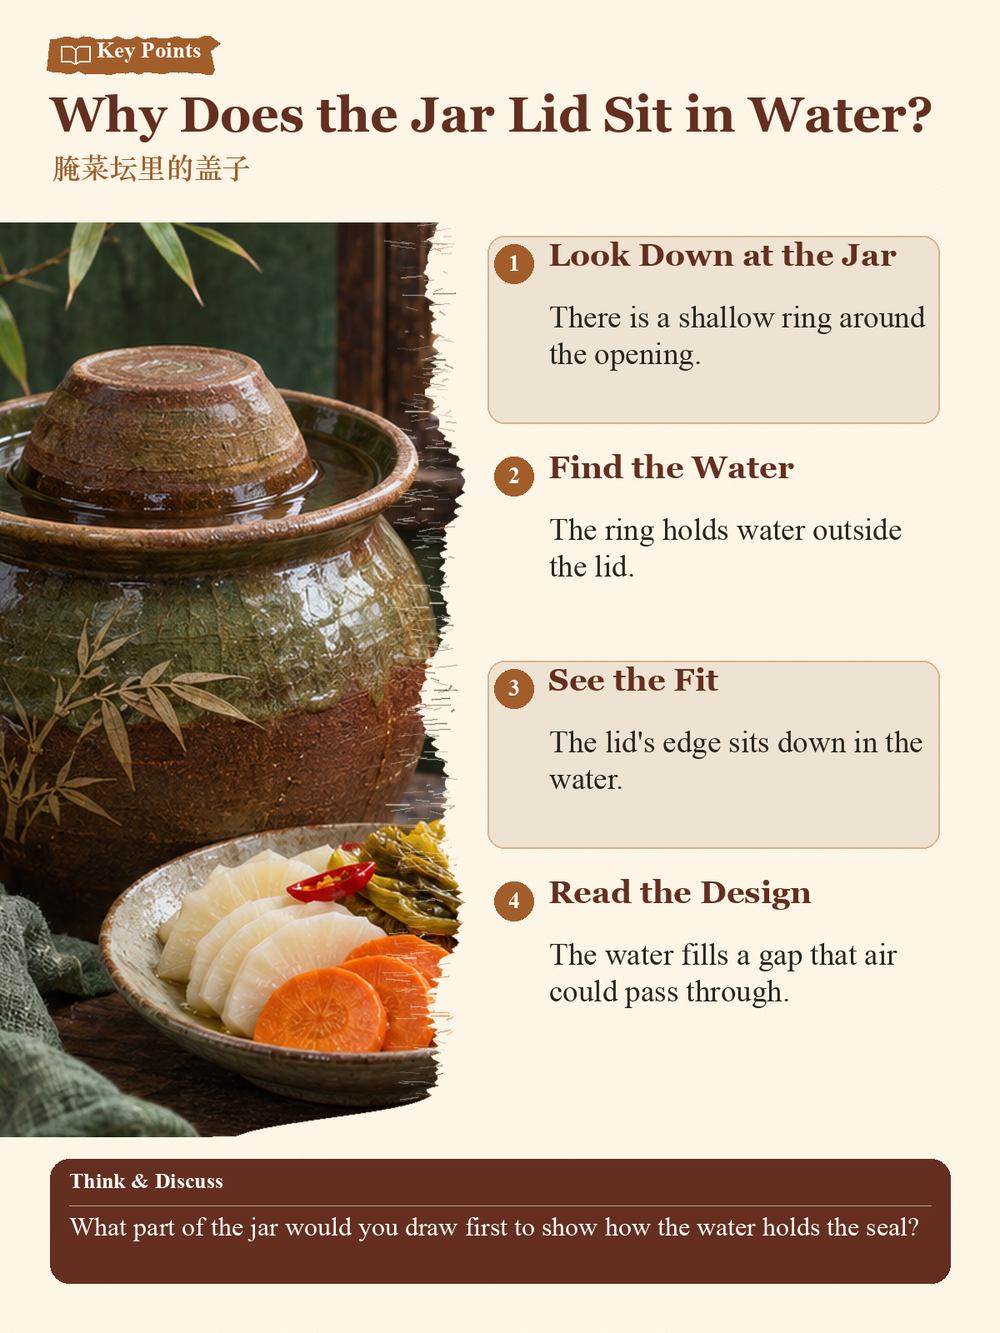 Key Points
Why Does the Jar Lid Sit in Water?
腌菜坛里的盖子
1 Look Down at the Jar
There is a shallow ring around
the opening.
2 Find the Water
The ring holds water outside
the lid.
3 See the Fit
The lid's edge sits down in the
water.
4 Read the Design
The water fills a gap that air
could pass through.
Think & Discuss
What part of the jar would you draw first to show how the water holds the seal?